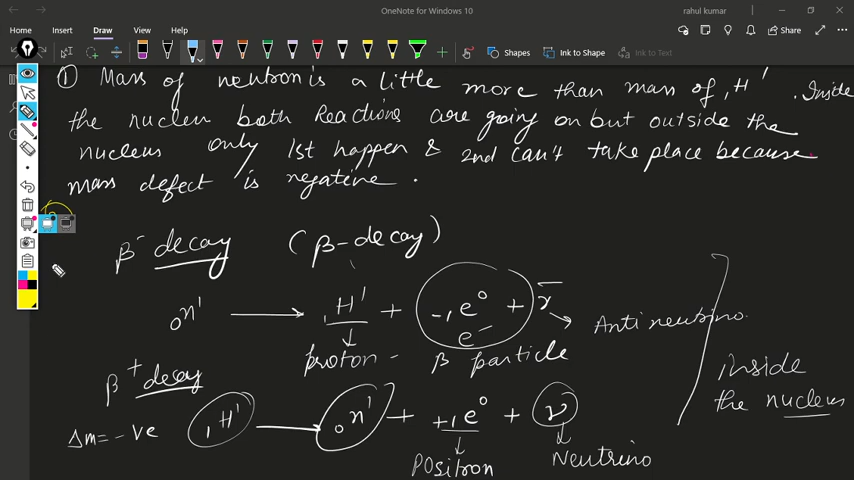 OneNote for Windows 10
rahul kumar
Home Insert Draw View Help Share
Shapes Ink to Shape Ink to Text
① Mass of neutron is a little more than mass of ₁H¹ . Inside
the nucleus both Reactions are going on but outside the
nucleus only 1st happen & 2nd can't take place because
mass defect is negative .
β⁻ decay (β-decay)
₀n¹ ⟶ ₁H¹ + ₋₁e⁰ + ν̄
e⁻
Anti neutrino
proton - β particle
β⁺ decay
inside
the nucleus
Δm = -ve ₁H¹ ⟶ ₀n¹ + ₊₁e⁰ + ν
Positron Neutrino